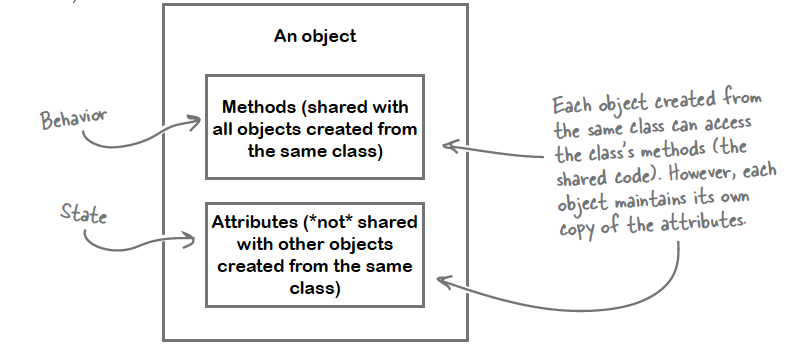 An object
Behavior
Methods (shared with
all objects created from
the same class)
State
Attributes (*not* shared
with other objects
created from the same
class)
Each object created from
the same class can access
the class's methods (the
shared code). However, each
object maintains its own
copy of the attributes.